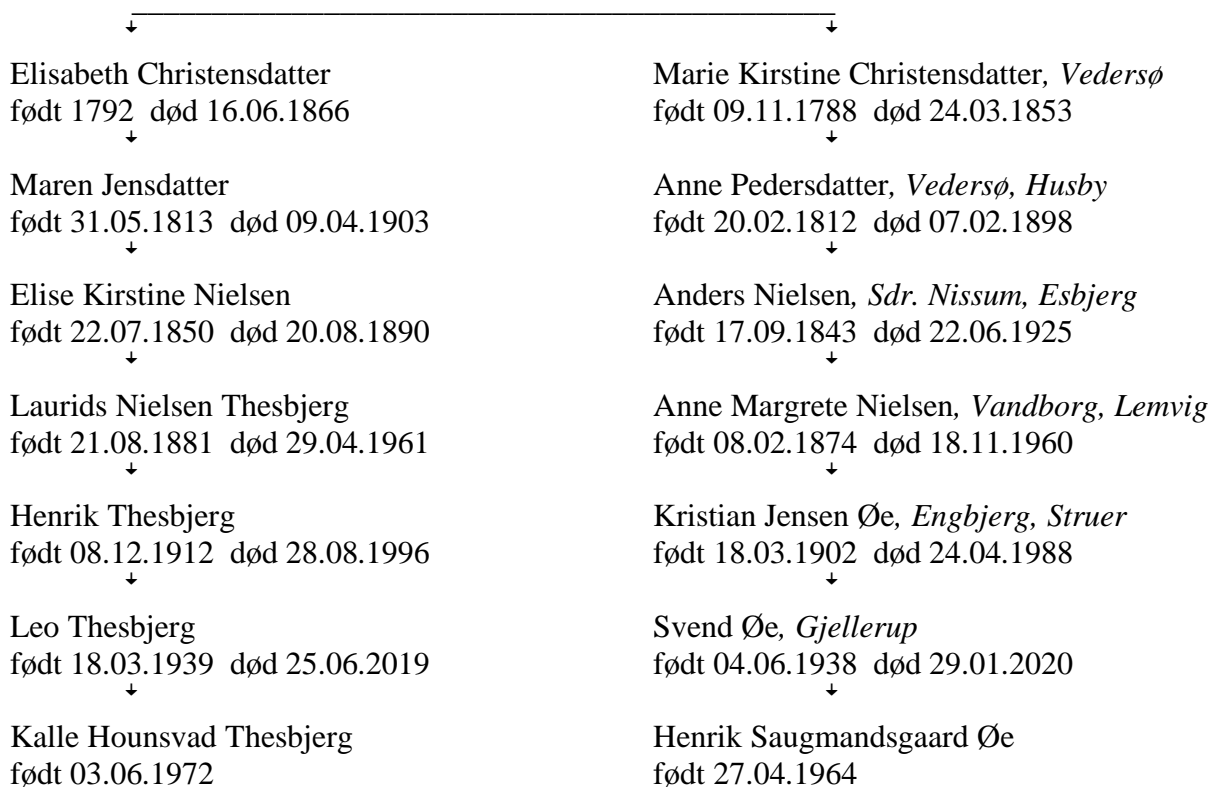 Elisabeth Christensdatter
født 1792 død 16.06.1866
Maren Jensdatter
født 31.05.1813 død 09.04.1903
Elise Kirstine Nielsen
født 22.07.1850 død 20.08.1890
Laurids Nielsen Thesbjerg
født 21.08.1881 død 29.04.1961
Henrik Thesbjerg
født 08.12.1912 død 28.08.1996
Leo Thesbjerg
født 18.03.1939 død 25.06.2019
Kalle Hounsvad Thesbjerg
født 03.06.1972
Marie Kirstine Christensdatter, Vedersø
født 09.11.1788 død 24.03.1853
Anne Pedersdatter, Vedersø, Husby
født 20.02.1812 død 07.02.1898
Anders Nielsen, Sdr. Nissum, Esbjerg
født 17.09.1843 død 22.06.1925
Anne Margrete Nielsen, Vandborg, Lemvig
født 08.02.1874 død 18.11.1960
Kristian Jensen Øe, Engbjerg, Struer
født 18.03.1902 død 24.04.1988
Svend Øe, Gjellerup
født 04.06.1938 død 29.01.2020
Henrik Saugmandsgaard Øe
født 27.04.1964